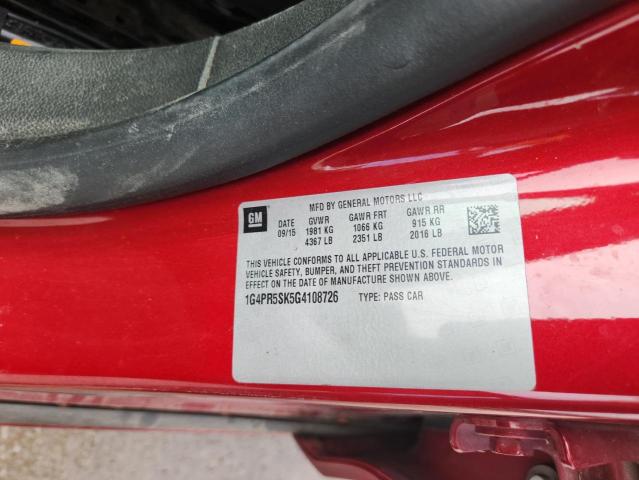 MFD BY GENERAL MOTORS LLC
GM
DATE GVWR GAWR FRT GAWR RR
09/15 1981 KG 1066 KG 915 KG
4367 LB 2351 LB 2016 LB
THIS VEHICLE CONFORMS TO ALL APPLICABLE U.S. FEDERAL MOTOR
VEHICLE SAFETY, BUMPER, AND THEFT PREVENTION STANDARDS IN
EFFECT ON THE DATE OF MANUFACTURE SHOWN ABOVE.
1G4PR5SK5G4108726 TYPE: PASS CAR